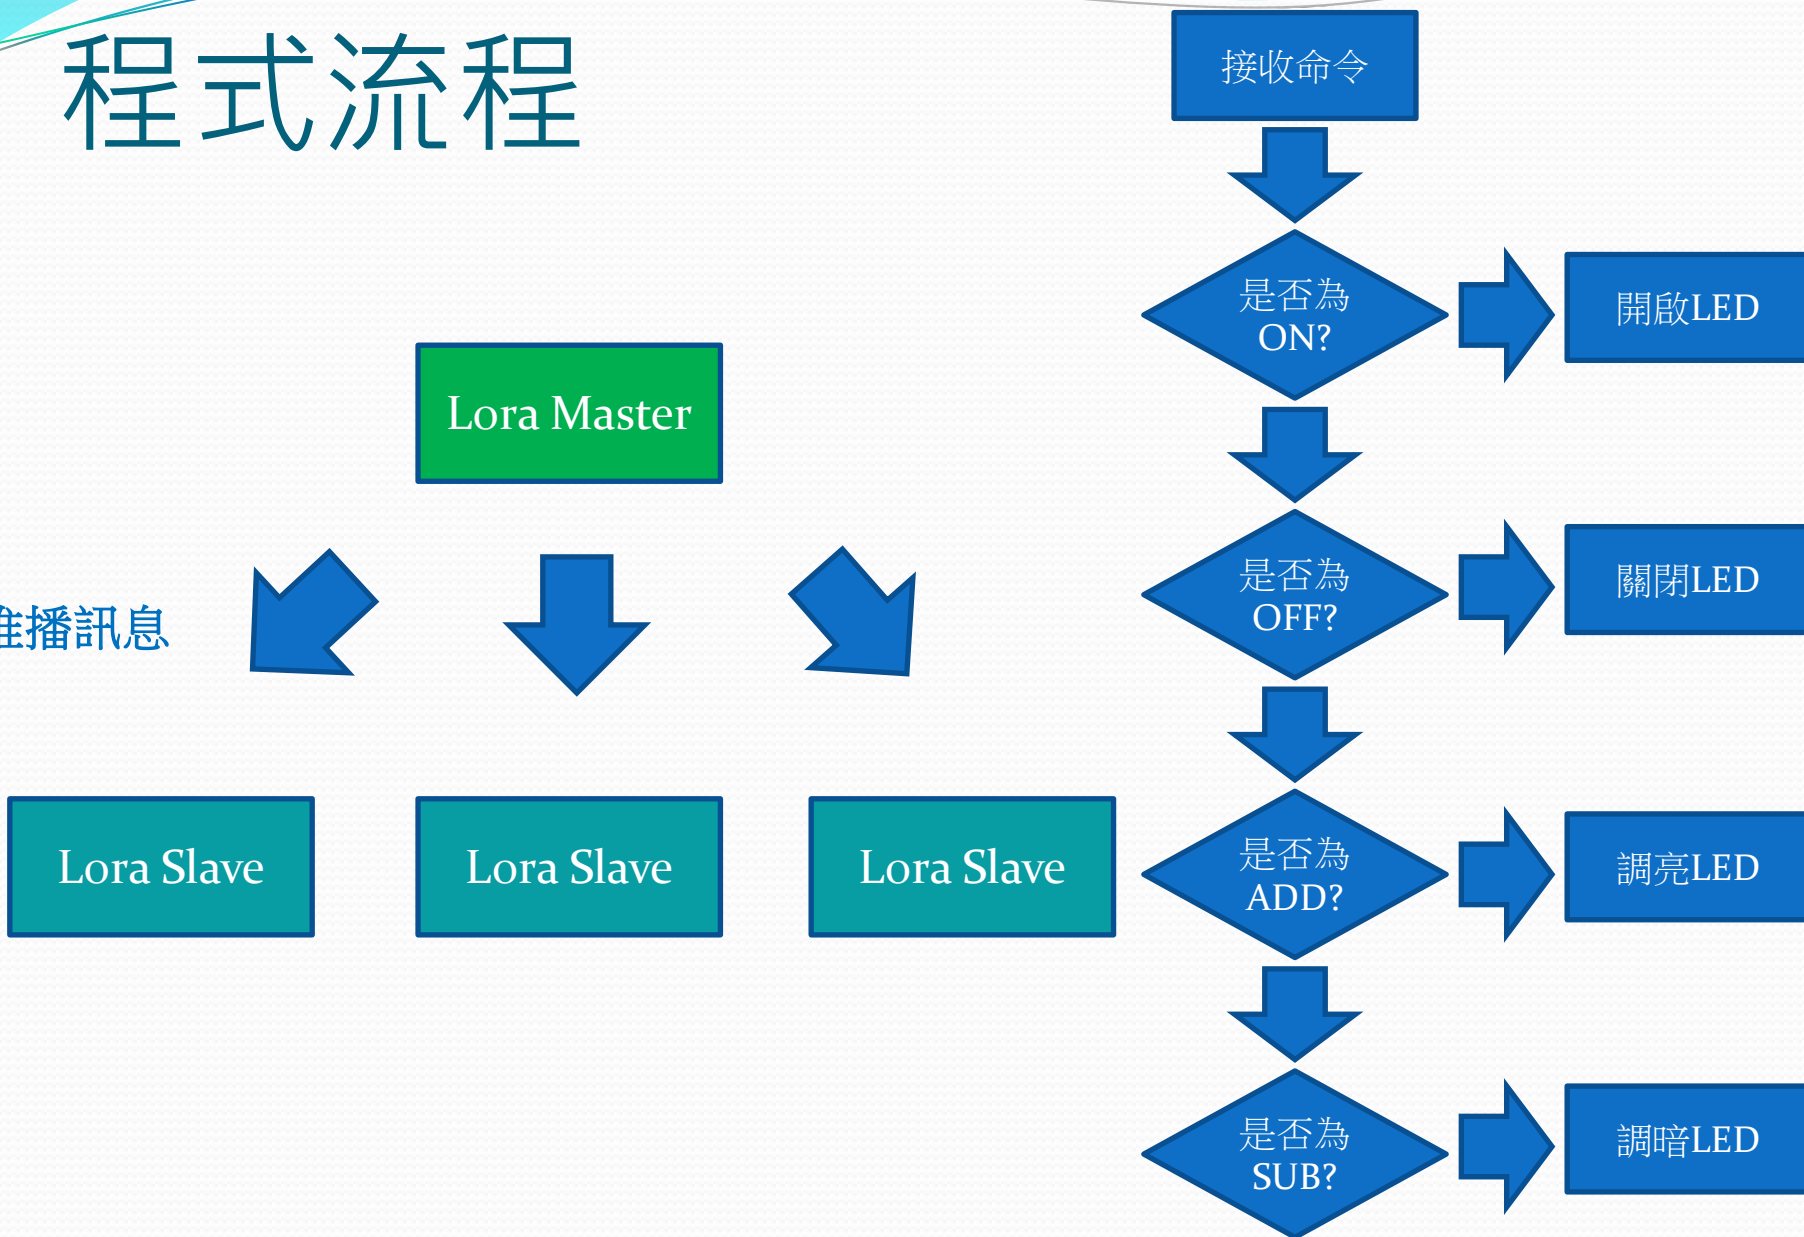 程式流程
Lora Master
播訊息
Lora Slave
Lora Slave
Lora Slave
接收命令
是否為
ON?
開啟LED
是否為
OFF?
關閉LED
是否為
ADD?
調亮LED
是否為
SUB?
調暗LED